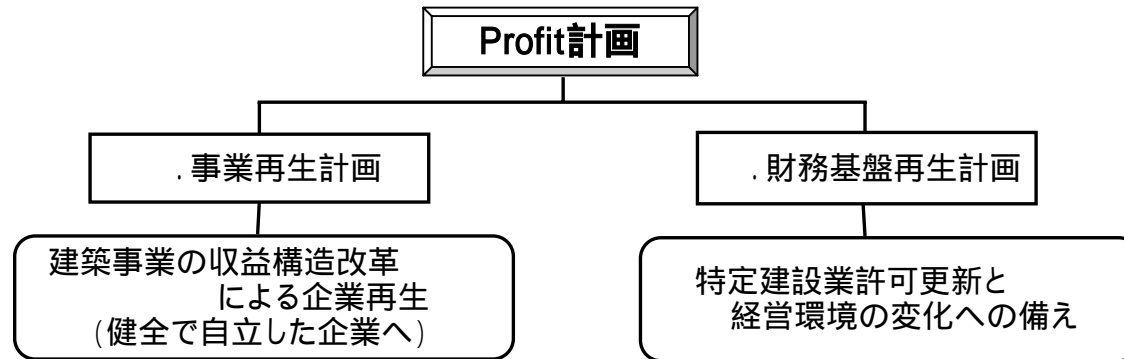 Profit計画
.事業再生計画
.財務基盤再生計画
建築事業の収益構造改革
による企業再生
(健全で自立した企業へ)
特定建設業許可更新と
経営環境の変化への備え